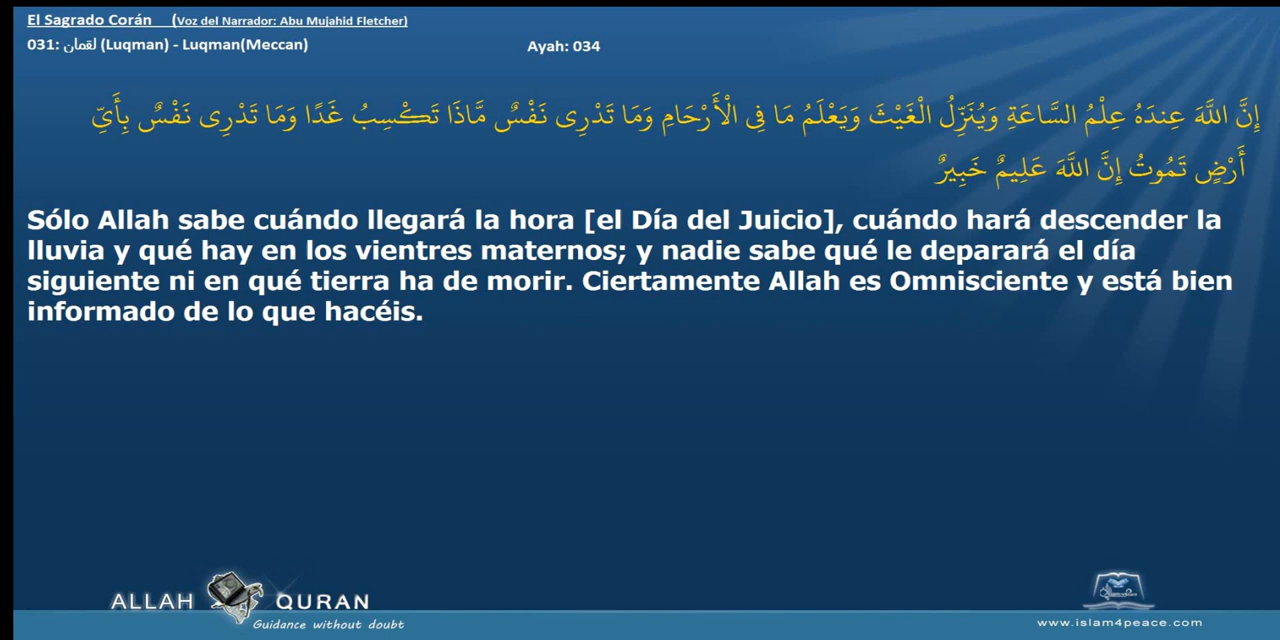 El Sagrado Corán (Voz del Narrador: Abu Mujahid Fletcher)
031: لقمان (Luqman) - Luqman(Meccan) Ayah: 034
إِنَّ اللَّهَ عِندَهُ عِلْمُ السَّاعَةِ وَيُنَزِّلُ الْغَيْثَ وَيَعْلَمُ مَا فِى الْأَرْحَامِ وَمَا تَدْرِى نَفْسٌ مَّاذَا تَكْسِبُ غَدًا وَمَا تَدْرِى نَفْسٌ بِأَيِّ
أَرْضٍ تَمُوتُ إِنَّ اللَّهَ عَلِيمٌ خَبِيرٌ
Sólo Allah sabe cuándo llegará la hora [el Día del Juicio], cuándo hará descender la
lluvia y qué hay en los vientres maternos; y nadie sabe qué le deparará el día
siguiente ni en qué tierra ha de morir. Ciertamente Allah es Omnisciente y está bien
informado de lo que hacéis.
ALLAH QURAN
Guidance without doubt
www.islam4peace.com